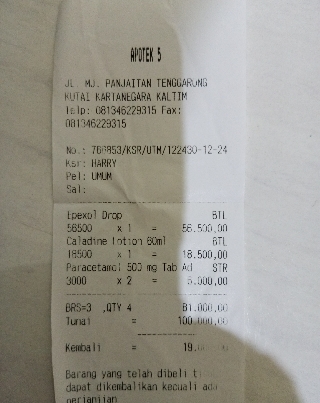 APOTEK 5
JL. MJ. PANJAITAN TENGGARONG
KUTAI KARTANEGARA KALTIM
Telp: 081346229315 Fax:
081346229315
No.: 766853/KSR/UTM/122430-12-24
Ksr: HARRY
Pel: UMUM
Sal:
Epexol Drop BTL
56500 x 1 = 56.500,00
Caladine lotion 60ml BTL
18500 x 1 = 18.500,00
Paracetamol 500 mg Tab Ad STR
3000 x 2 = 6.000,00
BRS=3 ,QTY 4 81.000,00
Tunai = 100.000,00
Kembali = 19.
Barang yang telah dibeli
dapat dikembalikan kecuali ada
perjanjian